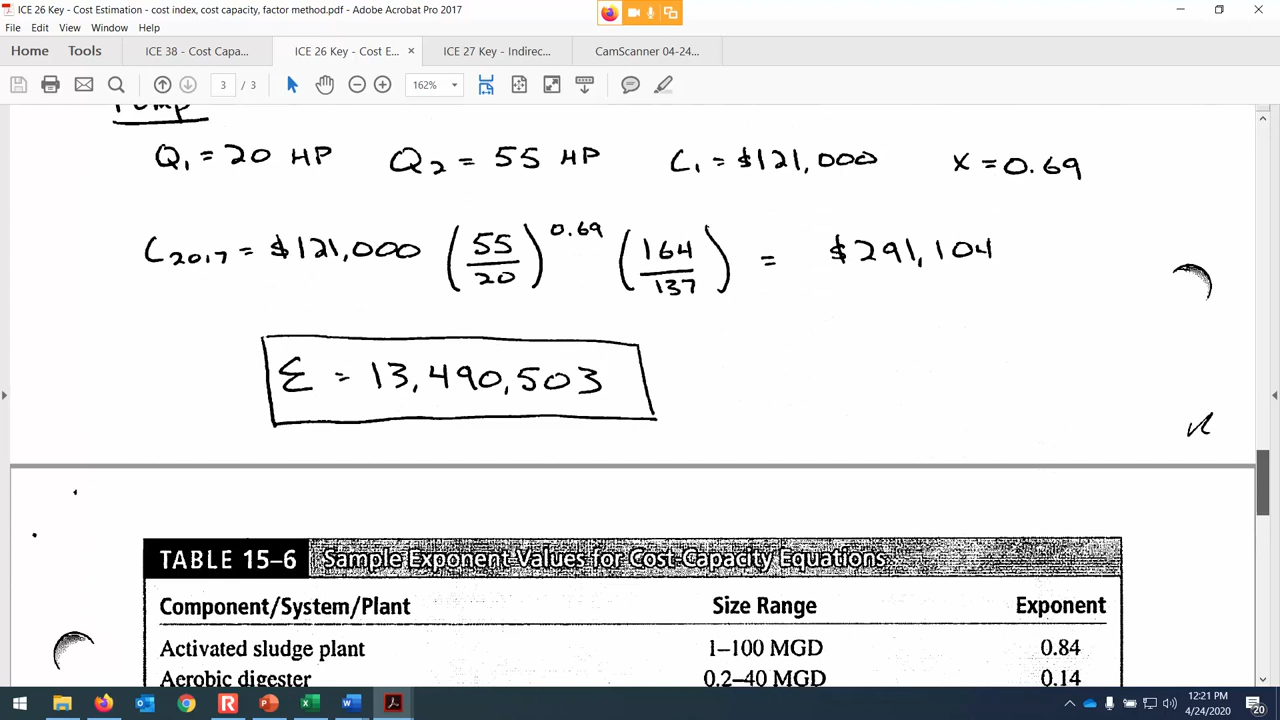 ICE 26 Key - Cost Estimation - cost index, cost capacity, factor method.pdf - Adobe Acrobat Pro 2017
File Edit View Window Help
Home Tools ICE 38 - Cost Capa... ICE 26 Key - Cost E... × ICE 27 Key - Indirec... CamScanner 04-24...
3 / 3 162%
Pump
Q1 = 20 HP Q2 = 55 HP C1 = $121,000 x = 0.69
C2017 = $121,000 (55/20)^0.69 (164/137) = $291,104
Σ = 13,490,503
TABLE 15–6 Sample Exponent Values for Cost-Capacity Equations
Component/System/Plant Size Range Exponent
Activated sludge plant 1–100 MGD 0.84
Aerobic digester 0.2–40 MGD 0.14
12:21 PM
4/24/2020
20